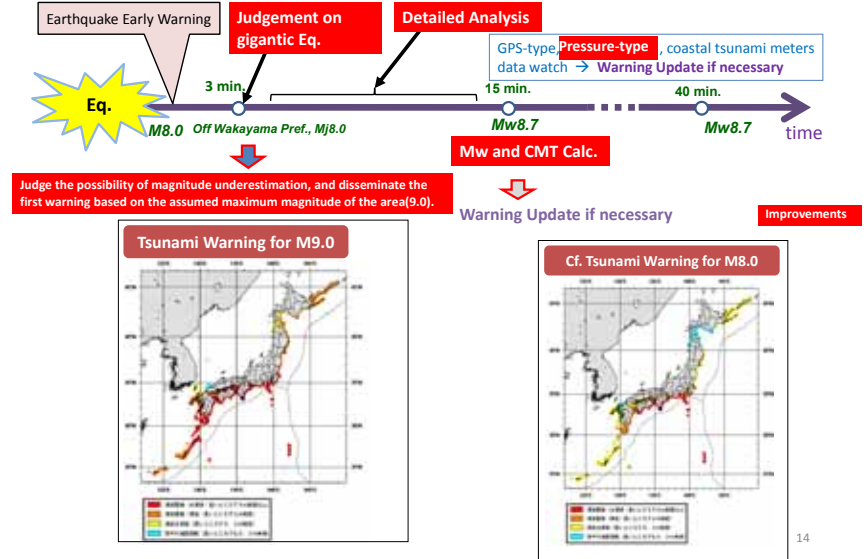 Earthquake Early Warning
Judgement on
gigantic Eq.
Detailed Analysis
GPS-type, Pressure-type, coastal tsunami meters
data watch → Warning Update if necessary
3 min.
15 min.
40 min.
Eq.
M8.0
Off Wakayama Pref., Mj8.0
Mw8.7
Mw8.7
time
Mw and CMT Calc.
Judge the possibility of magnitude underestimation, and disseminate the
first warning based on the assumed maximum magnitude of the area(9.0).
Warning Update if necessary
Improvements
Tsunami Warning for M9.0
Cf. Tsunami Warning for M8.0
14